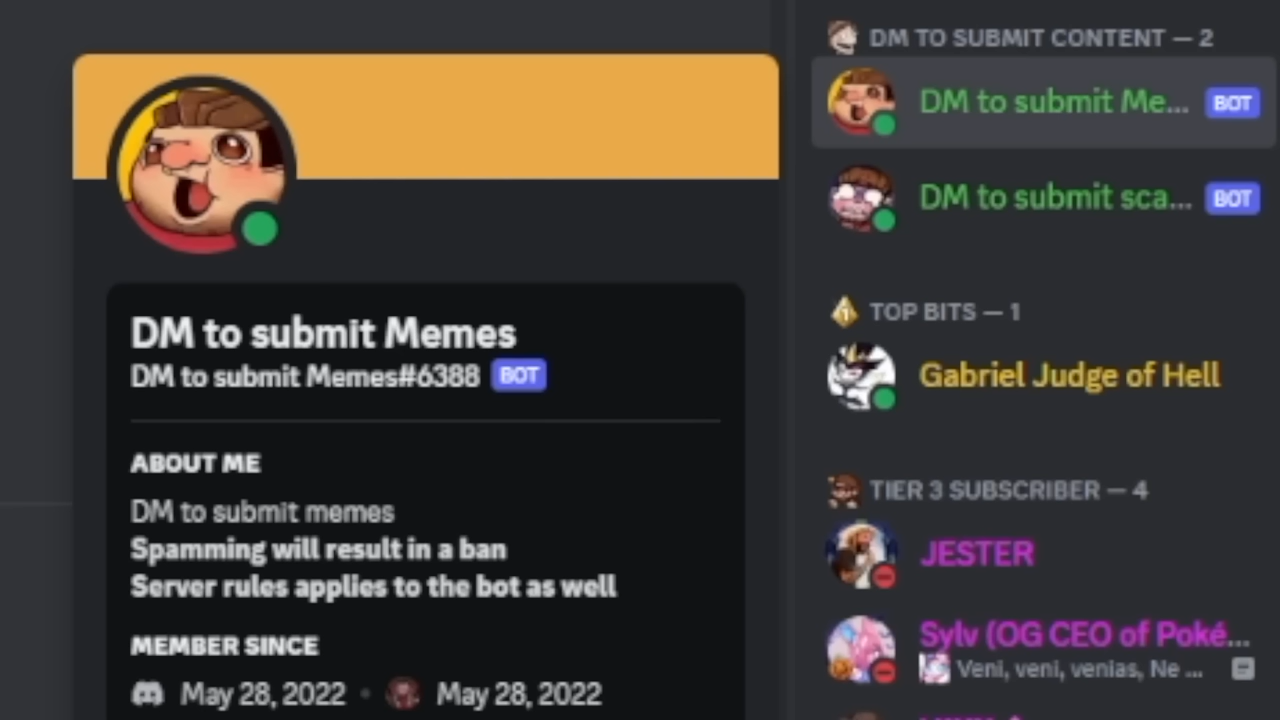 DM to submit Memes
DM to submit Memes#6388 BOT
ABOUT ME
DM to submit memes
Spamming will result in a ban
Server rules applies to the bot as well
MEMBER SINCE
May 28, 2022 • May 28, 2022
DM TO SUBMIT CONTENT — 2
DM to submit Me... BOT
DM to submit sca... BOT
TOP BITS — 1
Gabriel Judge of Hell
TIER 3 SUBSCRIBER — 4
JESTER
Sylv (OG CEO of Poké...
Veni, veni, venias, Ne ...